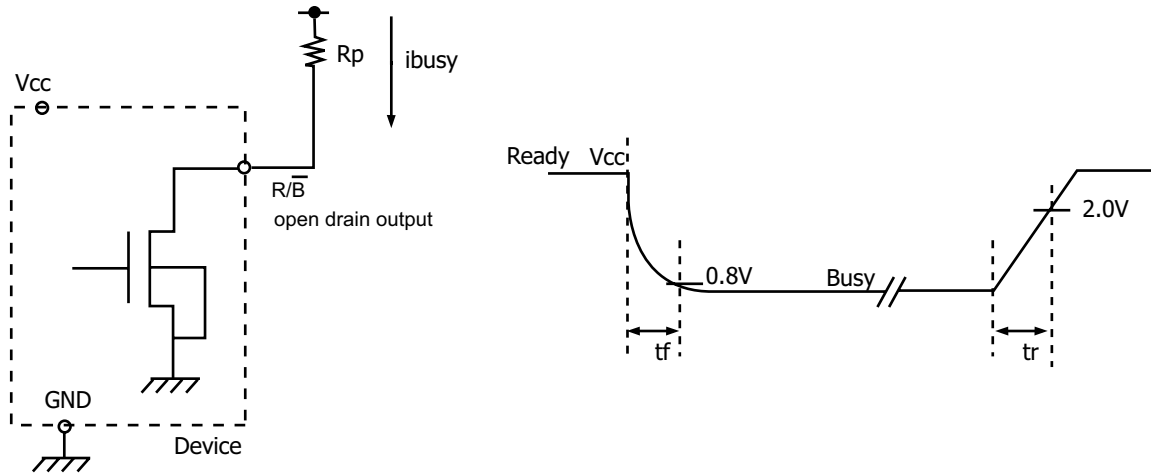 Rp
ibusy
Vcc
R/B̅
open drain output
GND
Device
Ready Vcc
2.0V
0.8V
Busy
tf
tr